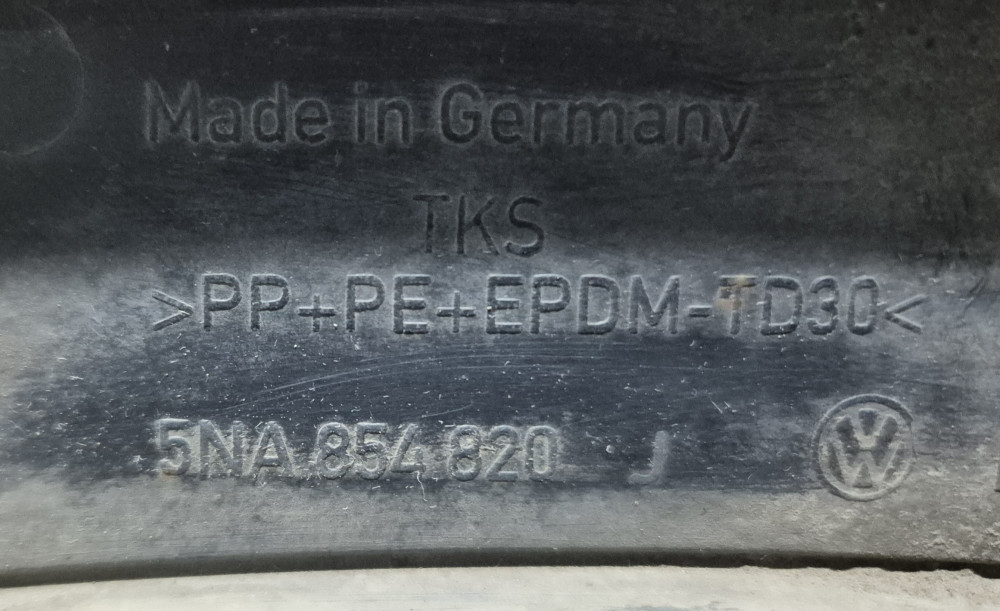 Made in Germany
TKS
>PP+PE+EPDM-TD30<
5NA 854 820 J